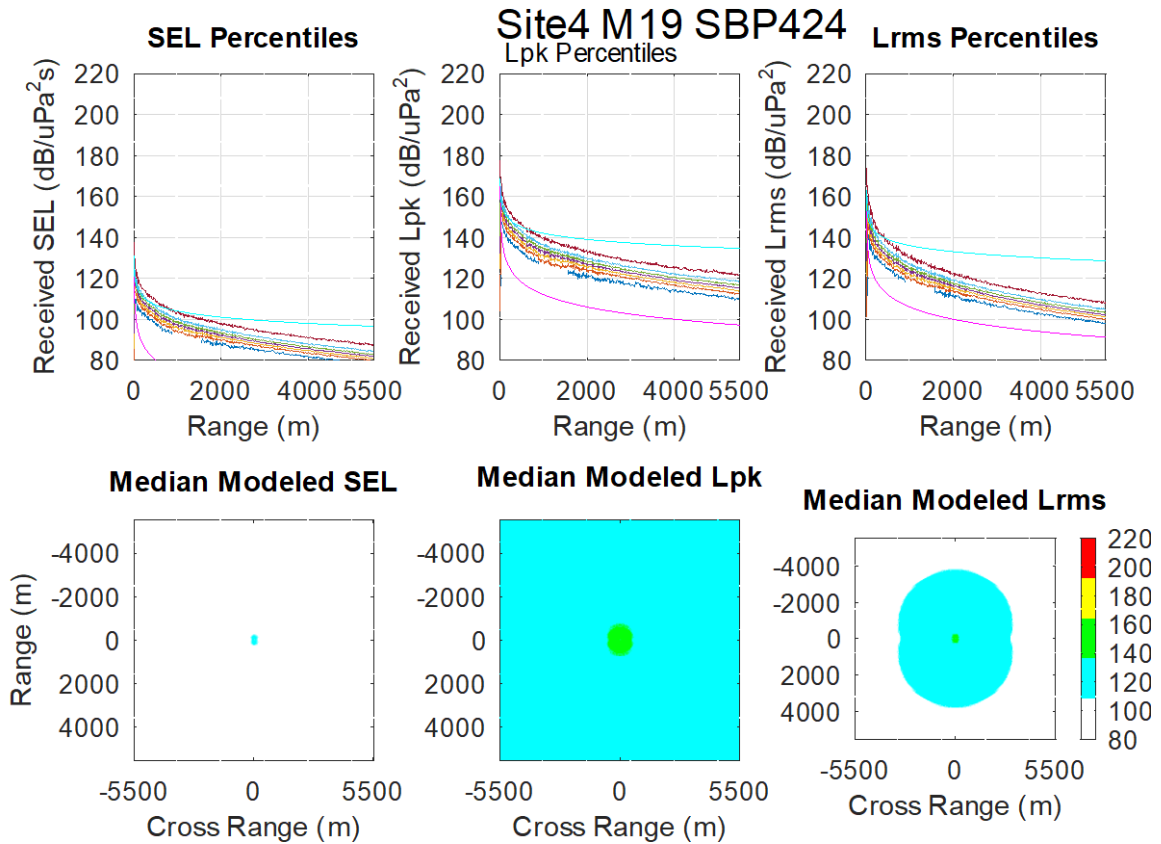 Site4 M19 SBP424
SEL Percentiles
Lpk Percentiles
Lrms Percentiles
Received SEL (dB/uPa²s)
220
200
180
160
140
120
100
80
0 2000 4000 5500
Range (m)
Received Lpk (dB/uPa²)
220
200
180
160
140
120
100
80
0 2000 4000 5500
Range (m)
Received Lrms (dB/uPa²)
220
200
180
160
140
120
100
80
0 2000 4000 5500
Range (m)
Median Modeled SEL
Range (m)
-4000
-2000
0
2000
4000
-5500 0 5500
Cross Range (m)
Median Modeled Lpk
-4000
-2000
0
2000
4000
-5500 0 5500
Cross Range (m)
Median Modeled Lrms
-4000
-2000
0
2000
4000
-5500 0 5500
Cross Range (m)
220
200
180
160
140
120
100
80